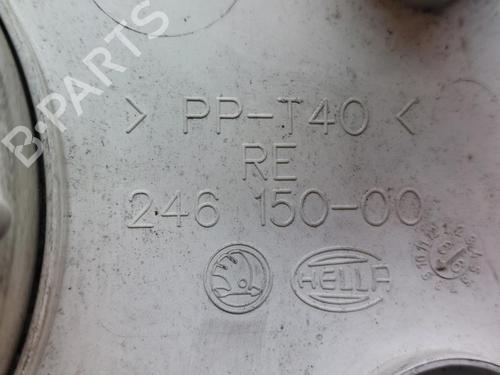 B-PARTS
> PP-T40 <
RE
246 150-00
HELLA